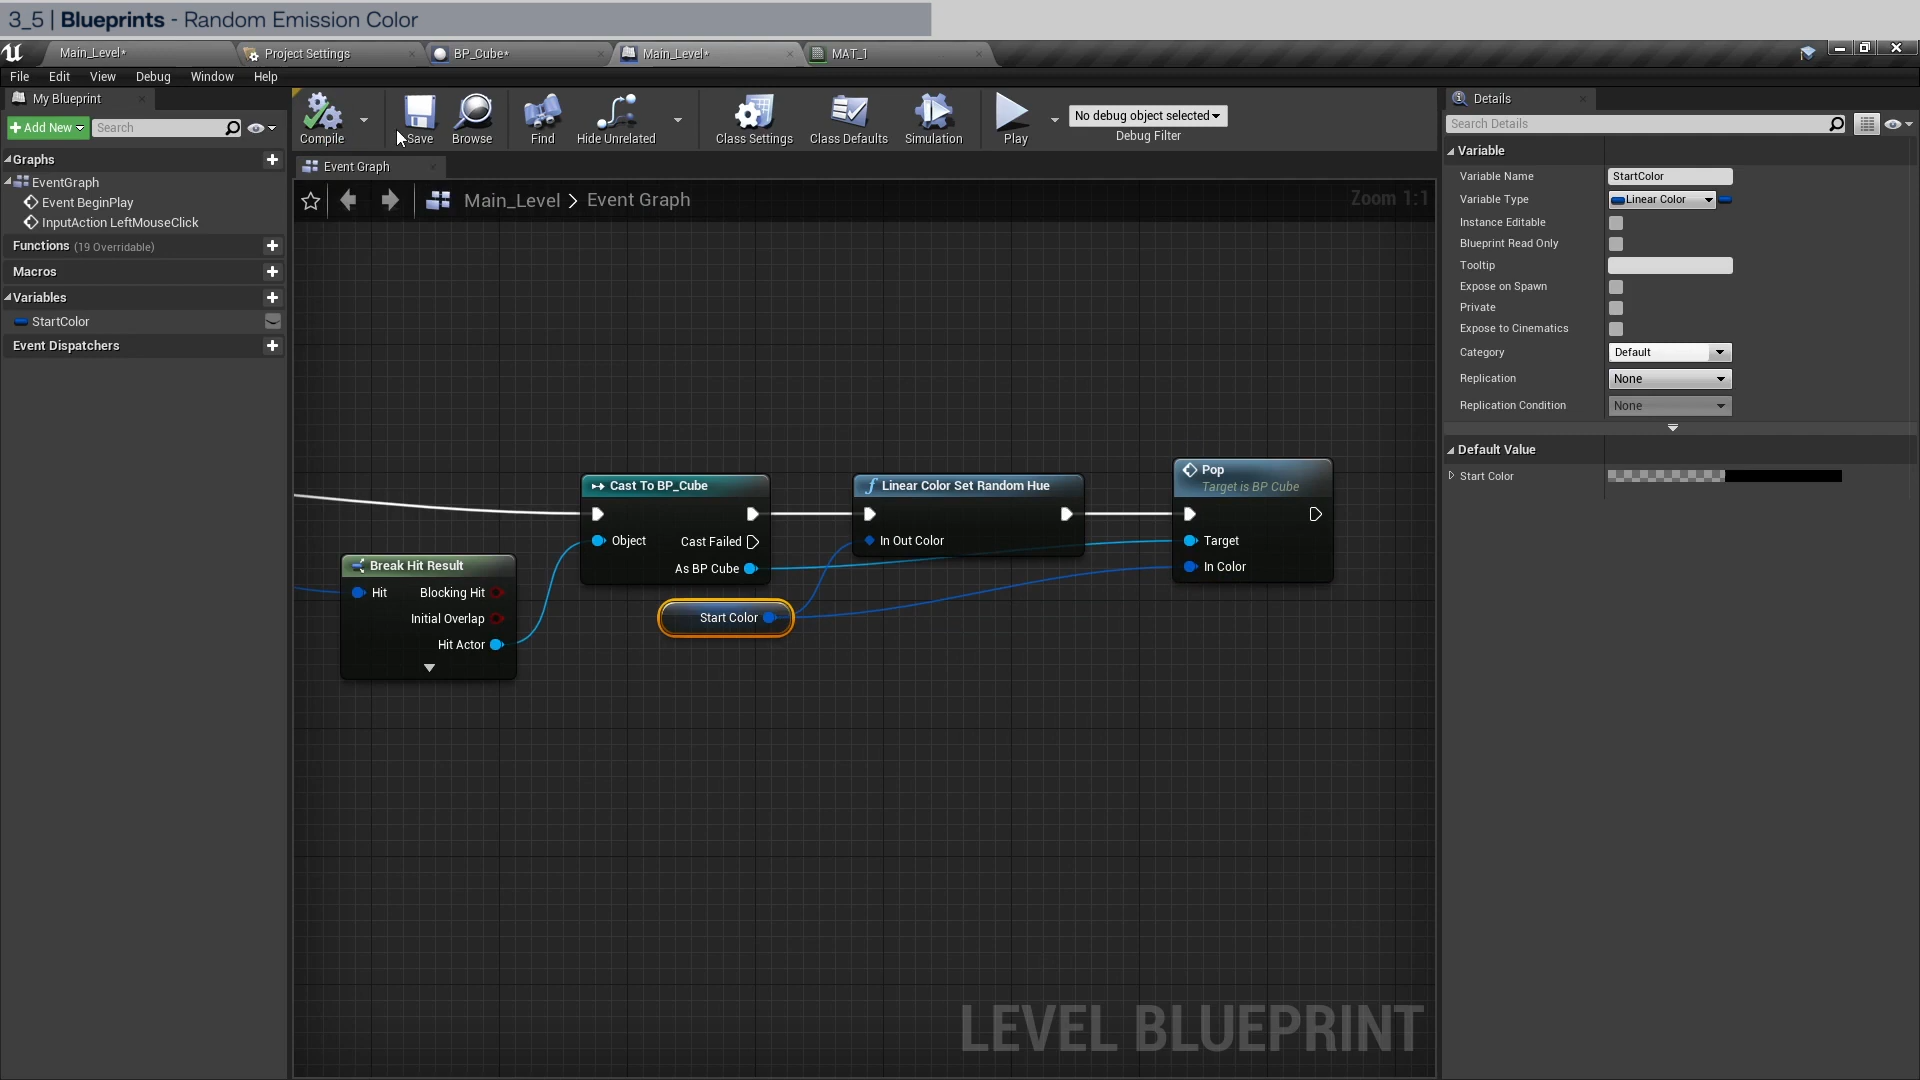 3_5 | Blueprints - Random Emission Color
Main_Level*
Project Settings
BP_Cube*
Main_Level*
MAT_1
File
Edit
View
Debug
Window
Help
My Blueprint
Add New
Search
Graphs
EventGraph
Event BeginPlay
InputAction LeftMouseClick
Functions (19 Overridable)
Macros
Variables
StartColor
Event Dispatchers
Compile
Save
Browse
Find
Hide Unrelated
Class Settings
Class Defaults
Simulation
Play
No debug object selected
Debug Filter
Event Graph
Main_Level > Event Graph
Zoom 1:1
Break Hit Result
Hit
Blocking Hit
Initial Overlap
Hit Actor
Cast To BP_Cube
Object
Cast Failed
As BP Cube
Start Color
Linear Color Set Random Hue
In Out Color
Pop
Target is BP Cube
Target
In Color
LEVEL BLUEPRINT
Details
Search Details
Variable
Variable Name StartColor
Variable Type Linear Color
Instance Editable
Blueprint Read Only
Tooltip
Expose on Spawn
Private
Expose to Cinematics
Category Default
Replication None
Replication Condition None
Default Value
Start Color